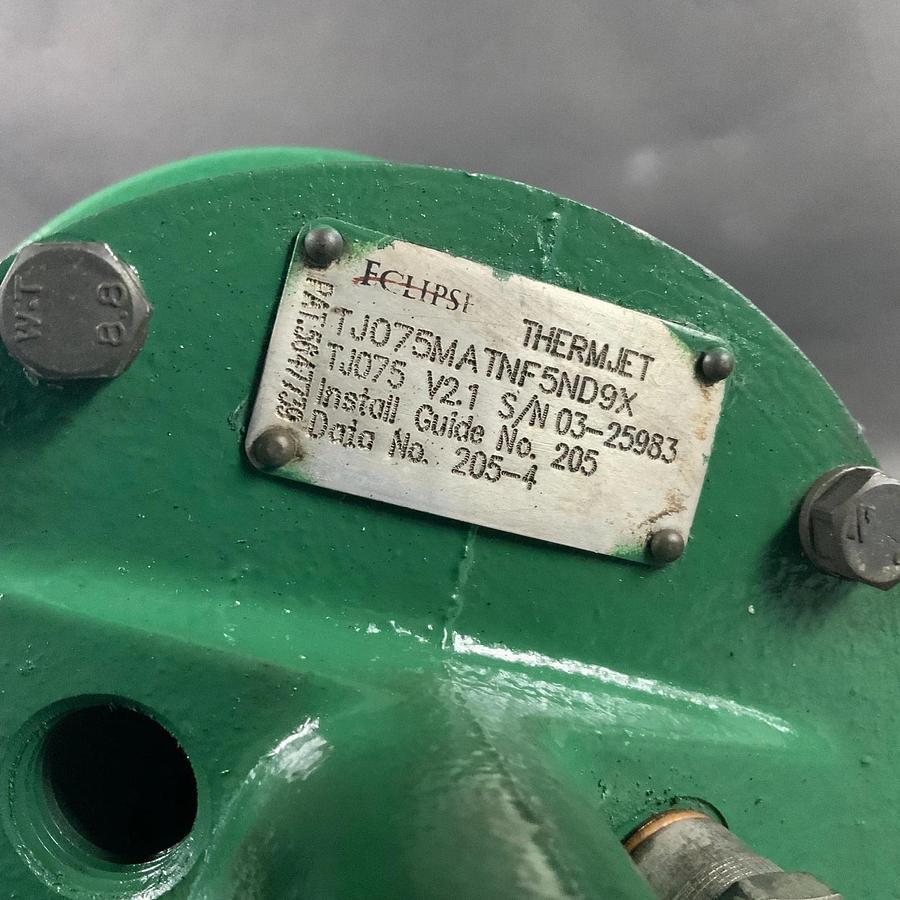 ECLIPSE
THERMJET
TJ075MATNF5ND9X
TJ075 V2.1 S/N 03-25983
Install Guide No. 205
Data No. 205-4
W.T
8.8